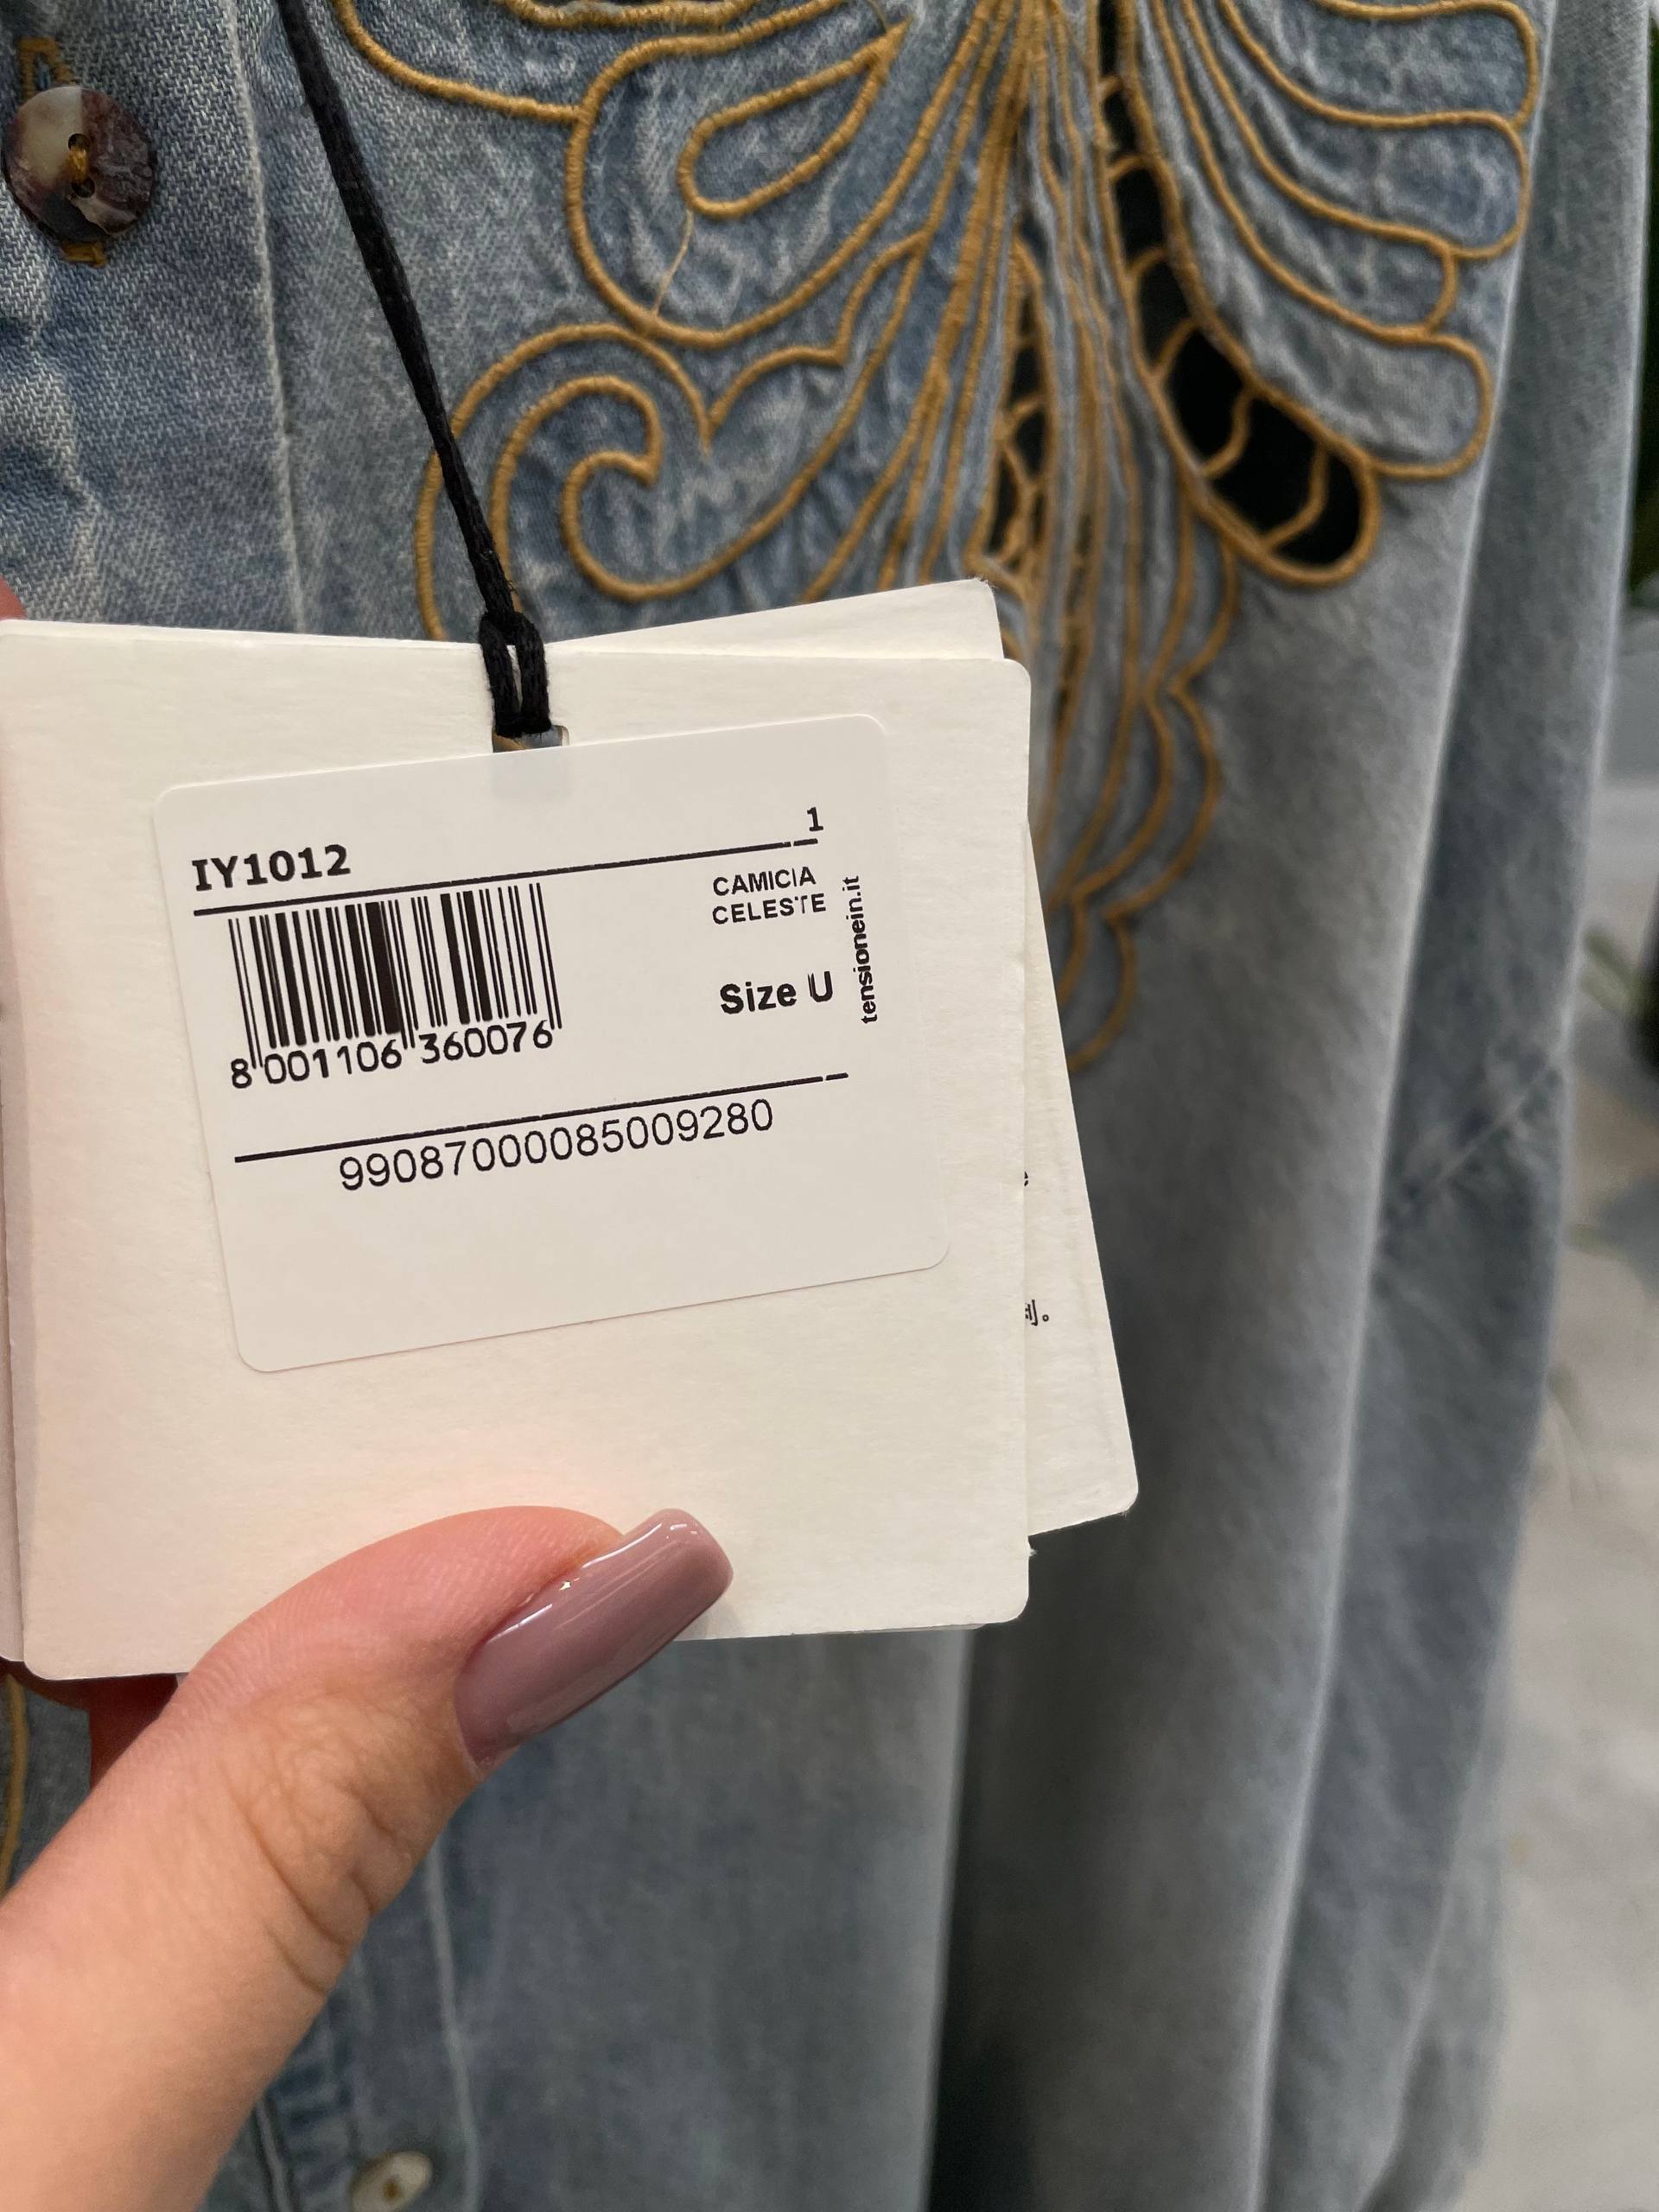 1
IY1012
CAMICIA
CELESTE
tensionein.it
Size U
8 001106 360076
99087000085009280